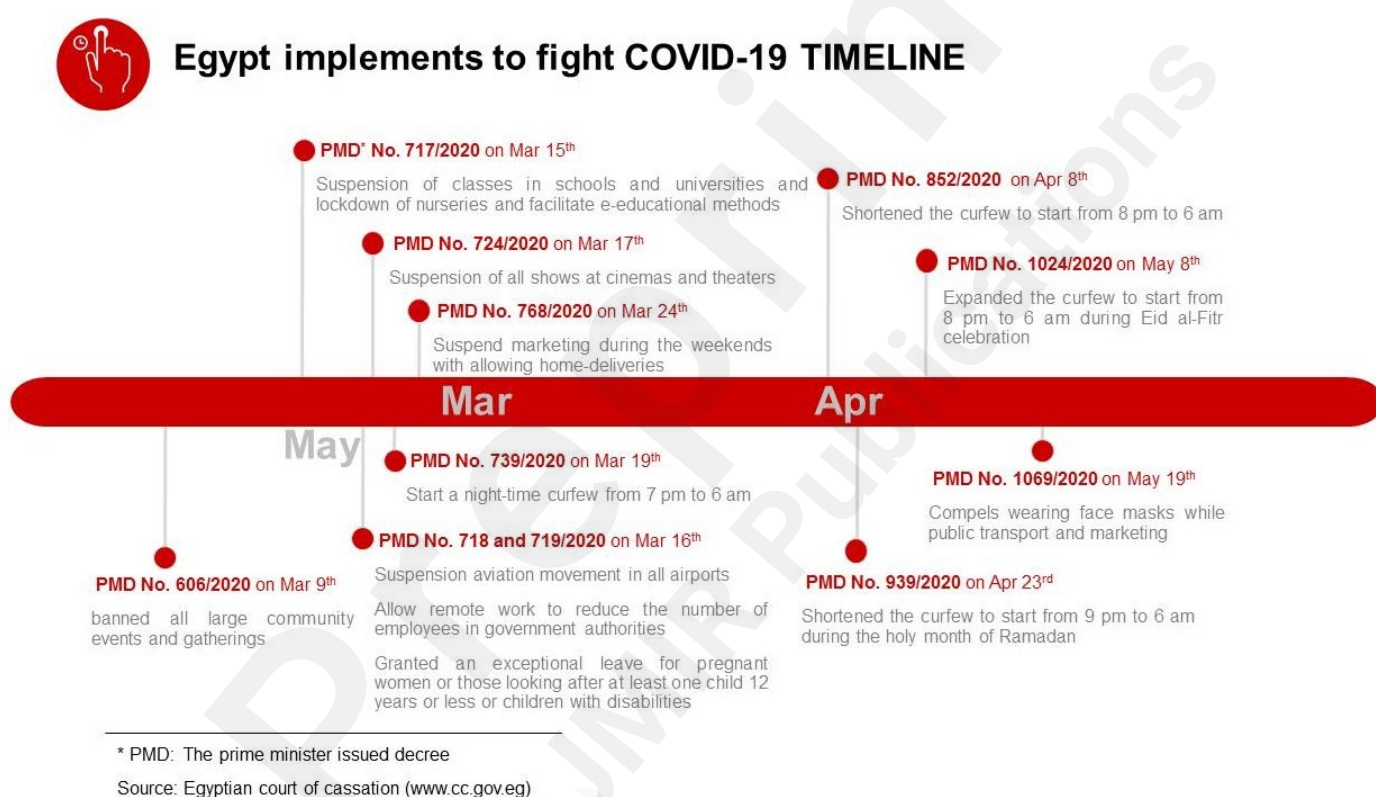 Egypt implements to fight COVID-19 TIMELINE
PMD* No. 717/2020 on Mar 15th
Suspension of classes in schools and universities and
lockdown of nurseries and facilitate e-educational methods
PMD No. 724/2020 on Mar 17th
Suspension of all shows at cinemas and theaters
PMD No. 768/2020 on Mar 24th
Suspend marketing during the weekends
with allowing home-deliveries
PMD No. 852/2020 on Apr 8th
Shortened the curfew to start from 8 pm to 6 am
PMD No. 1024/2020 on May 8th
Expanded the curfew to start from
8 pm to 6 am during Eid al-Fitr
celebration
Mar
Apr
May
PMD No. 739/2020 on Mar 19th
Start a night-time curfew from 7 pm to 6 am
PMD No. 718 and 719/2020 on Mar 16th
Suspension aviation movement in all airports
Allow remote work to reduce the number of
employees in government authorities
Granted an exceptional leave for pregnant
women or those looking after at least one child 12
years or less or children with disabilities
PMD No. 606/2020 on Mar 9th
banned all large community
events and gatherings
PMD No. 1069/2020 on May 19th
Compels wearing face masks while
public transport and marketing
PMD No. 939/2020 on Apr 23rd
Shortened the curfew to start from 9 pm to 6 am
during the holy month of Ramadan
* PMD: The prime minister issued decree
Source: Egyptian court of cassation (www.cc.gov.eg)
Preprin
JMIR Publications